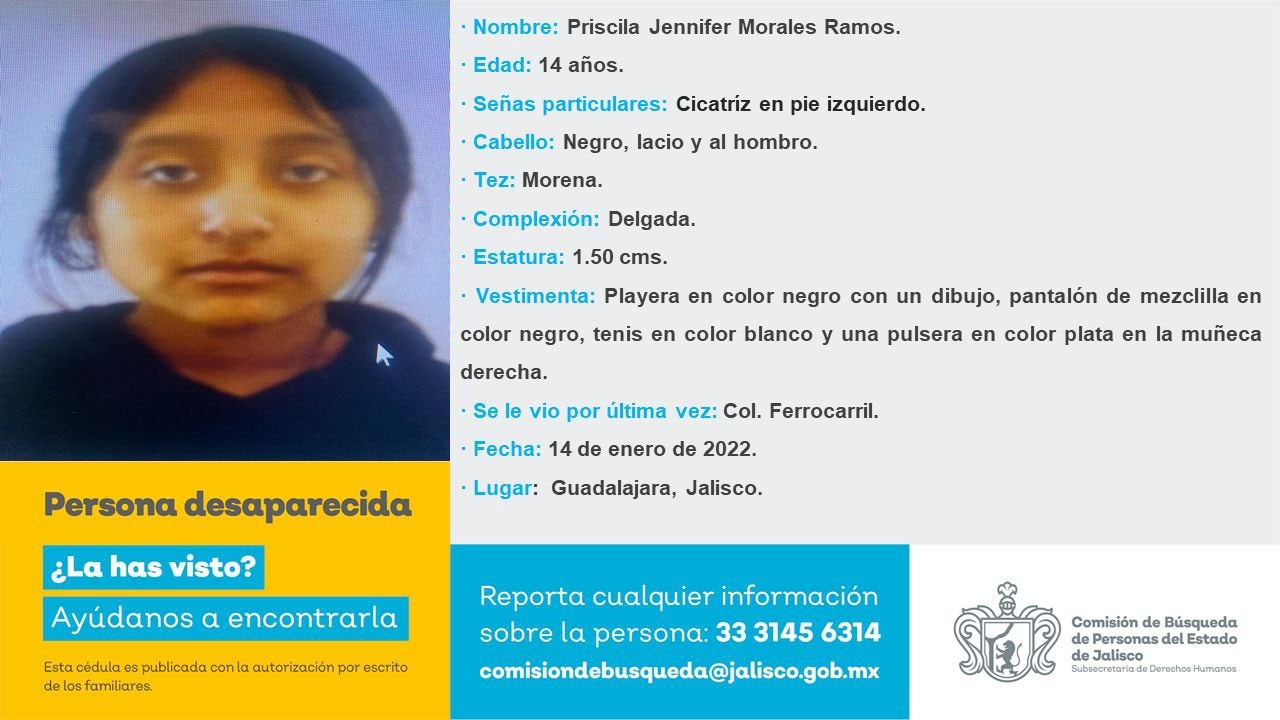 · Nombre: Priscila Jennifer Morales Ramos.
· Edad: 14 años.
· Señas particulares: Cicatríz en pie izquierdo.
· Cabello: Negro, lacio y al hombro.
· Tez: Morena.
· Complexión: Delgada.
· Estatura: 1.50 cms.
· Vestimenta: Playera en color negro con un dibujo, pantalón de mezclilla en
color negro, tenis en color blanco y una pulsera en color plata en la muñeca
derecha.
· Se le vio por última vez: Col. Ferrocarril.
· Fecha: 14 de enero de 2022.
· Lugar: Guadalajara, Jalisco.
Persona desaparecida
¿La has visto?
Ayúdanos a encontrarla
Esta cédula es publicada con la autorización por escrito
de los familiares.
Reporta cualquier información
sobre la persona: 33 3145 6314
comisiondebusqueda@jalisco.gob.mx
Comisión de Búsqueda
de Personas del Estado
de Jalisco
Subsecretaría de Derechos Humanos